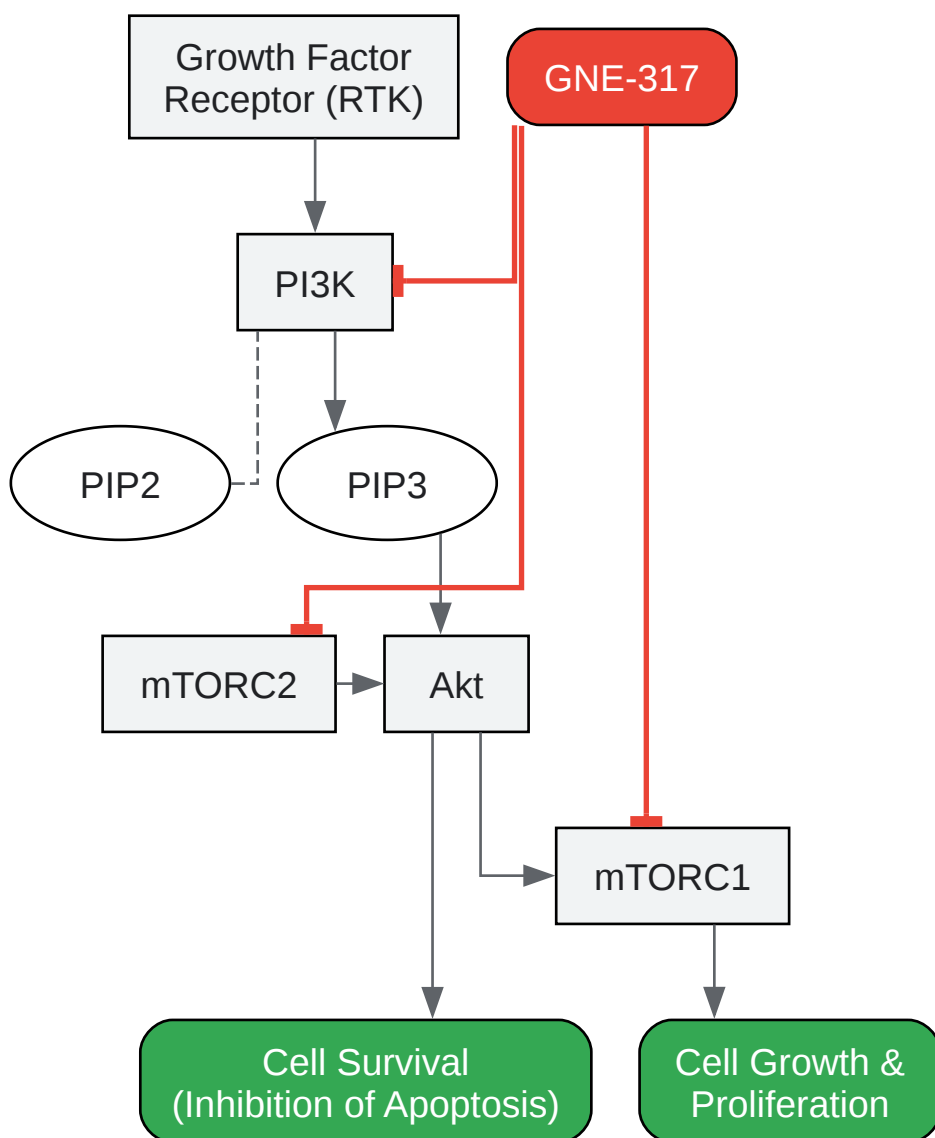 Growth Factor
Receptor (RTK)
GNE-317
PI3K
PIP2
PIP3
mTORC2
Akt
mTORC1
Cell Survival
(Inhibition of Apoptosis)
Cell Growth &
Proliferation